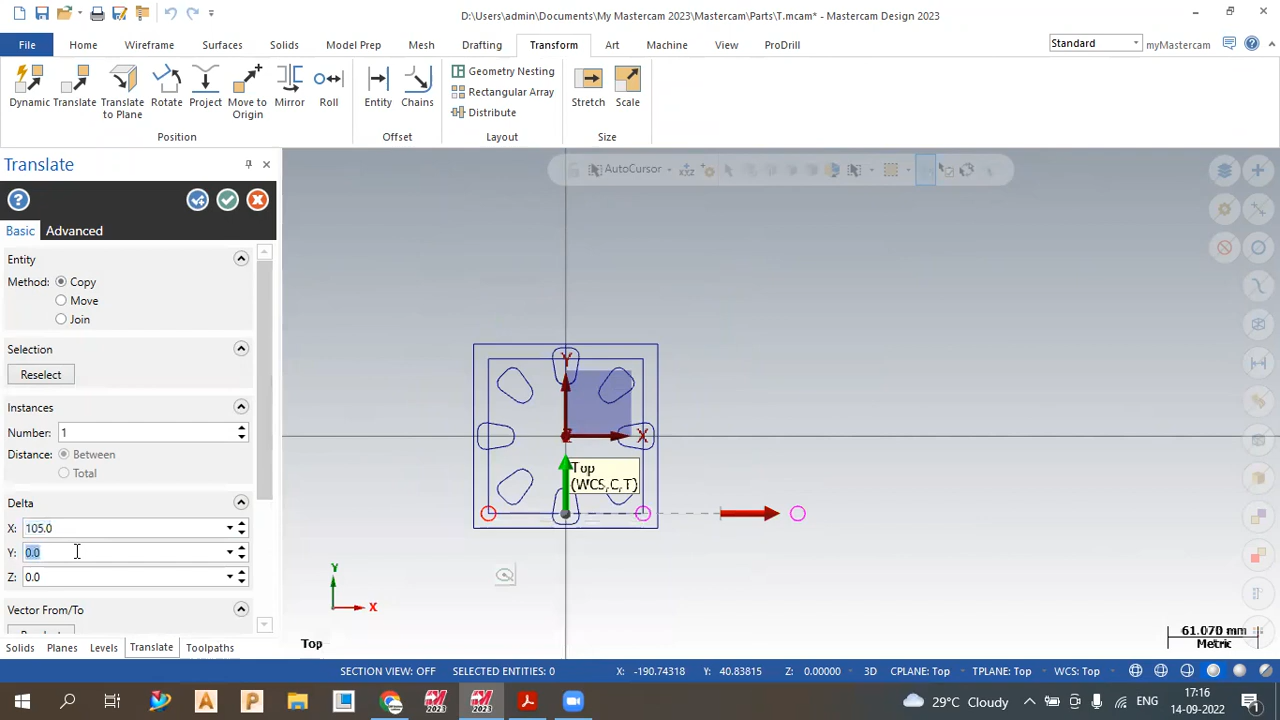 D:\Users\admin\Documents\My Mastercam 2023\Mastercam\Parts\T.mcam* - Mastercam Design 2023
File Home Wireframe Surfaces Solids Model Prep Mesh Drafting Transform Art Machine View ProDrill Standard myMastercam
Dynamic Translate Translate to Plane Rotate Project Move to Origin Mirror Roll
Position
Entity Chains
Offset
Geometry Nesting
Rectangular Array
Distribute
Layout
Stretch Scale
Size
Translate
Basic Advanced
Entity
Method: Copy
Move
Join
Selection
Reselect
Instances
Number: 1
Distance: Between
Total
Delta
X: 105.0
Y: 0.0
Z: 0.0
Vector From/To
Solids Planes Levels Translate Toolpaths
AutoCursor
Y
X
Top
(WCS,C,T)
Y
X
Top
61.070 mm
Metric
SECTION VIEW: OFF SELECTED ENTITIES: 0 X: -190.74318 Y: 40.83815 Z: 0.00000 3D CPLANE: Top TPLANE: Top WCS: Top
29°C Cloudy ENG 17:16
14-09-2022